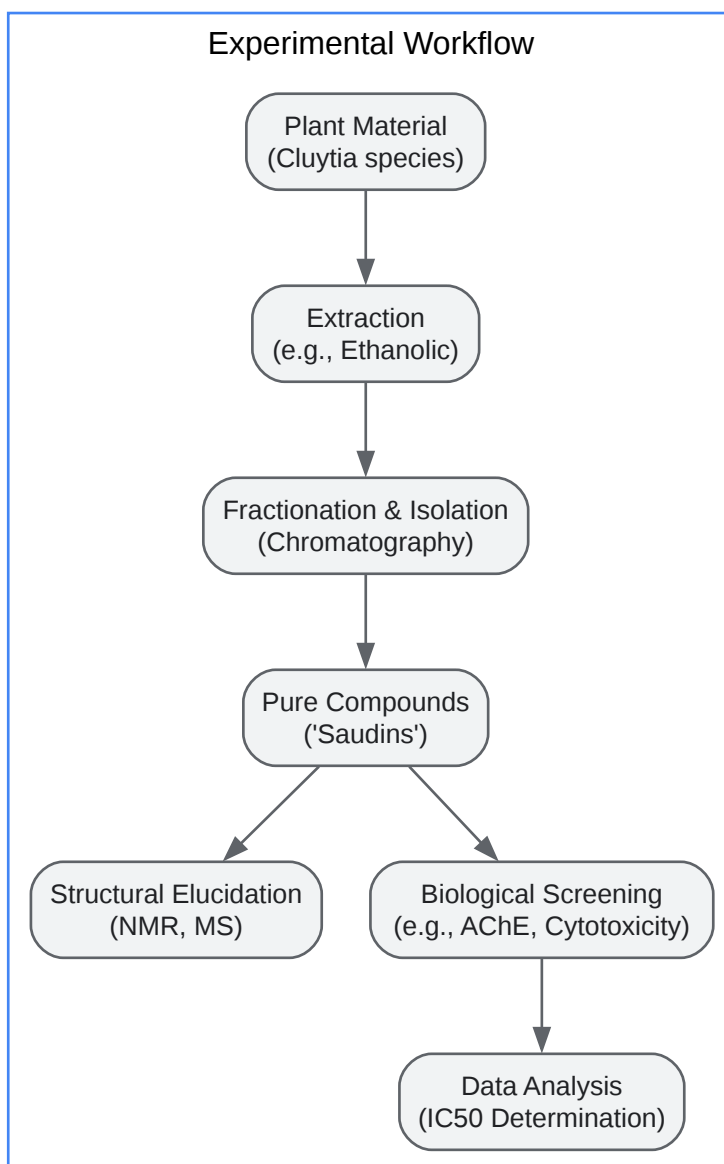 Experimental Workflow
Plant Material
(Cluytia species)
Extraction
(e.g., Ethanolic)
Fractionation & Isolation
(Chromatography)
Pure Compounds
('Saudins')
Structural Elucidation
(NMR, MS)
Biological Screening
(e.g., AChE, Cytotoxicity)
Data Analysis
(IC50 Determination)